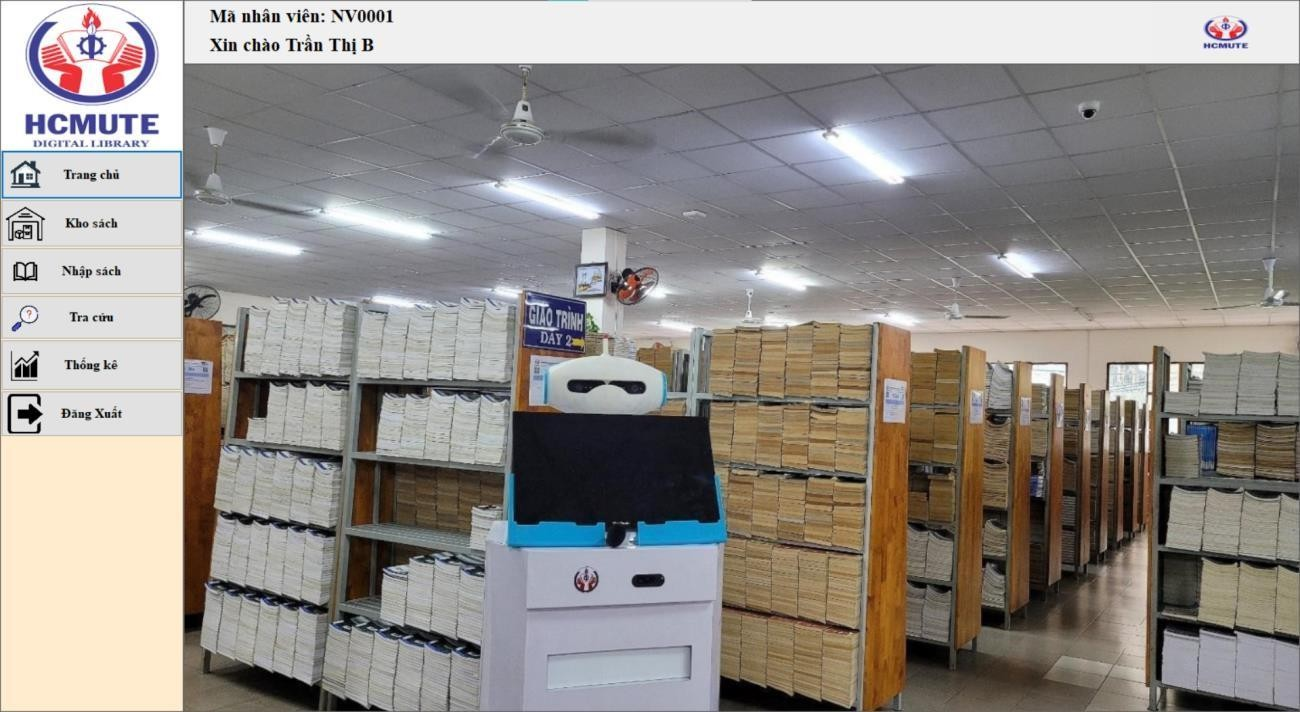 HCMUTE
DIGITAL LIBRARY
Mã nhân viên: NV0001
Xin chào Trần Thị B
HCMUTE
Trang chủ
Kho sách
Nhập sách
Tra cứu
Thống kê
Đăng Xuất
GIÁO TRÌNH
DÃY 2